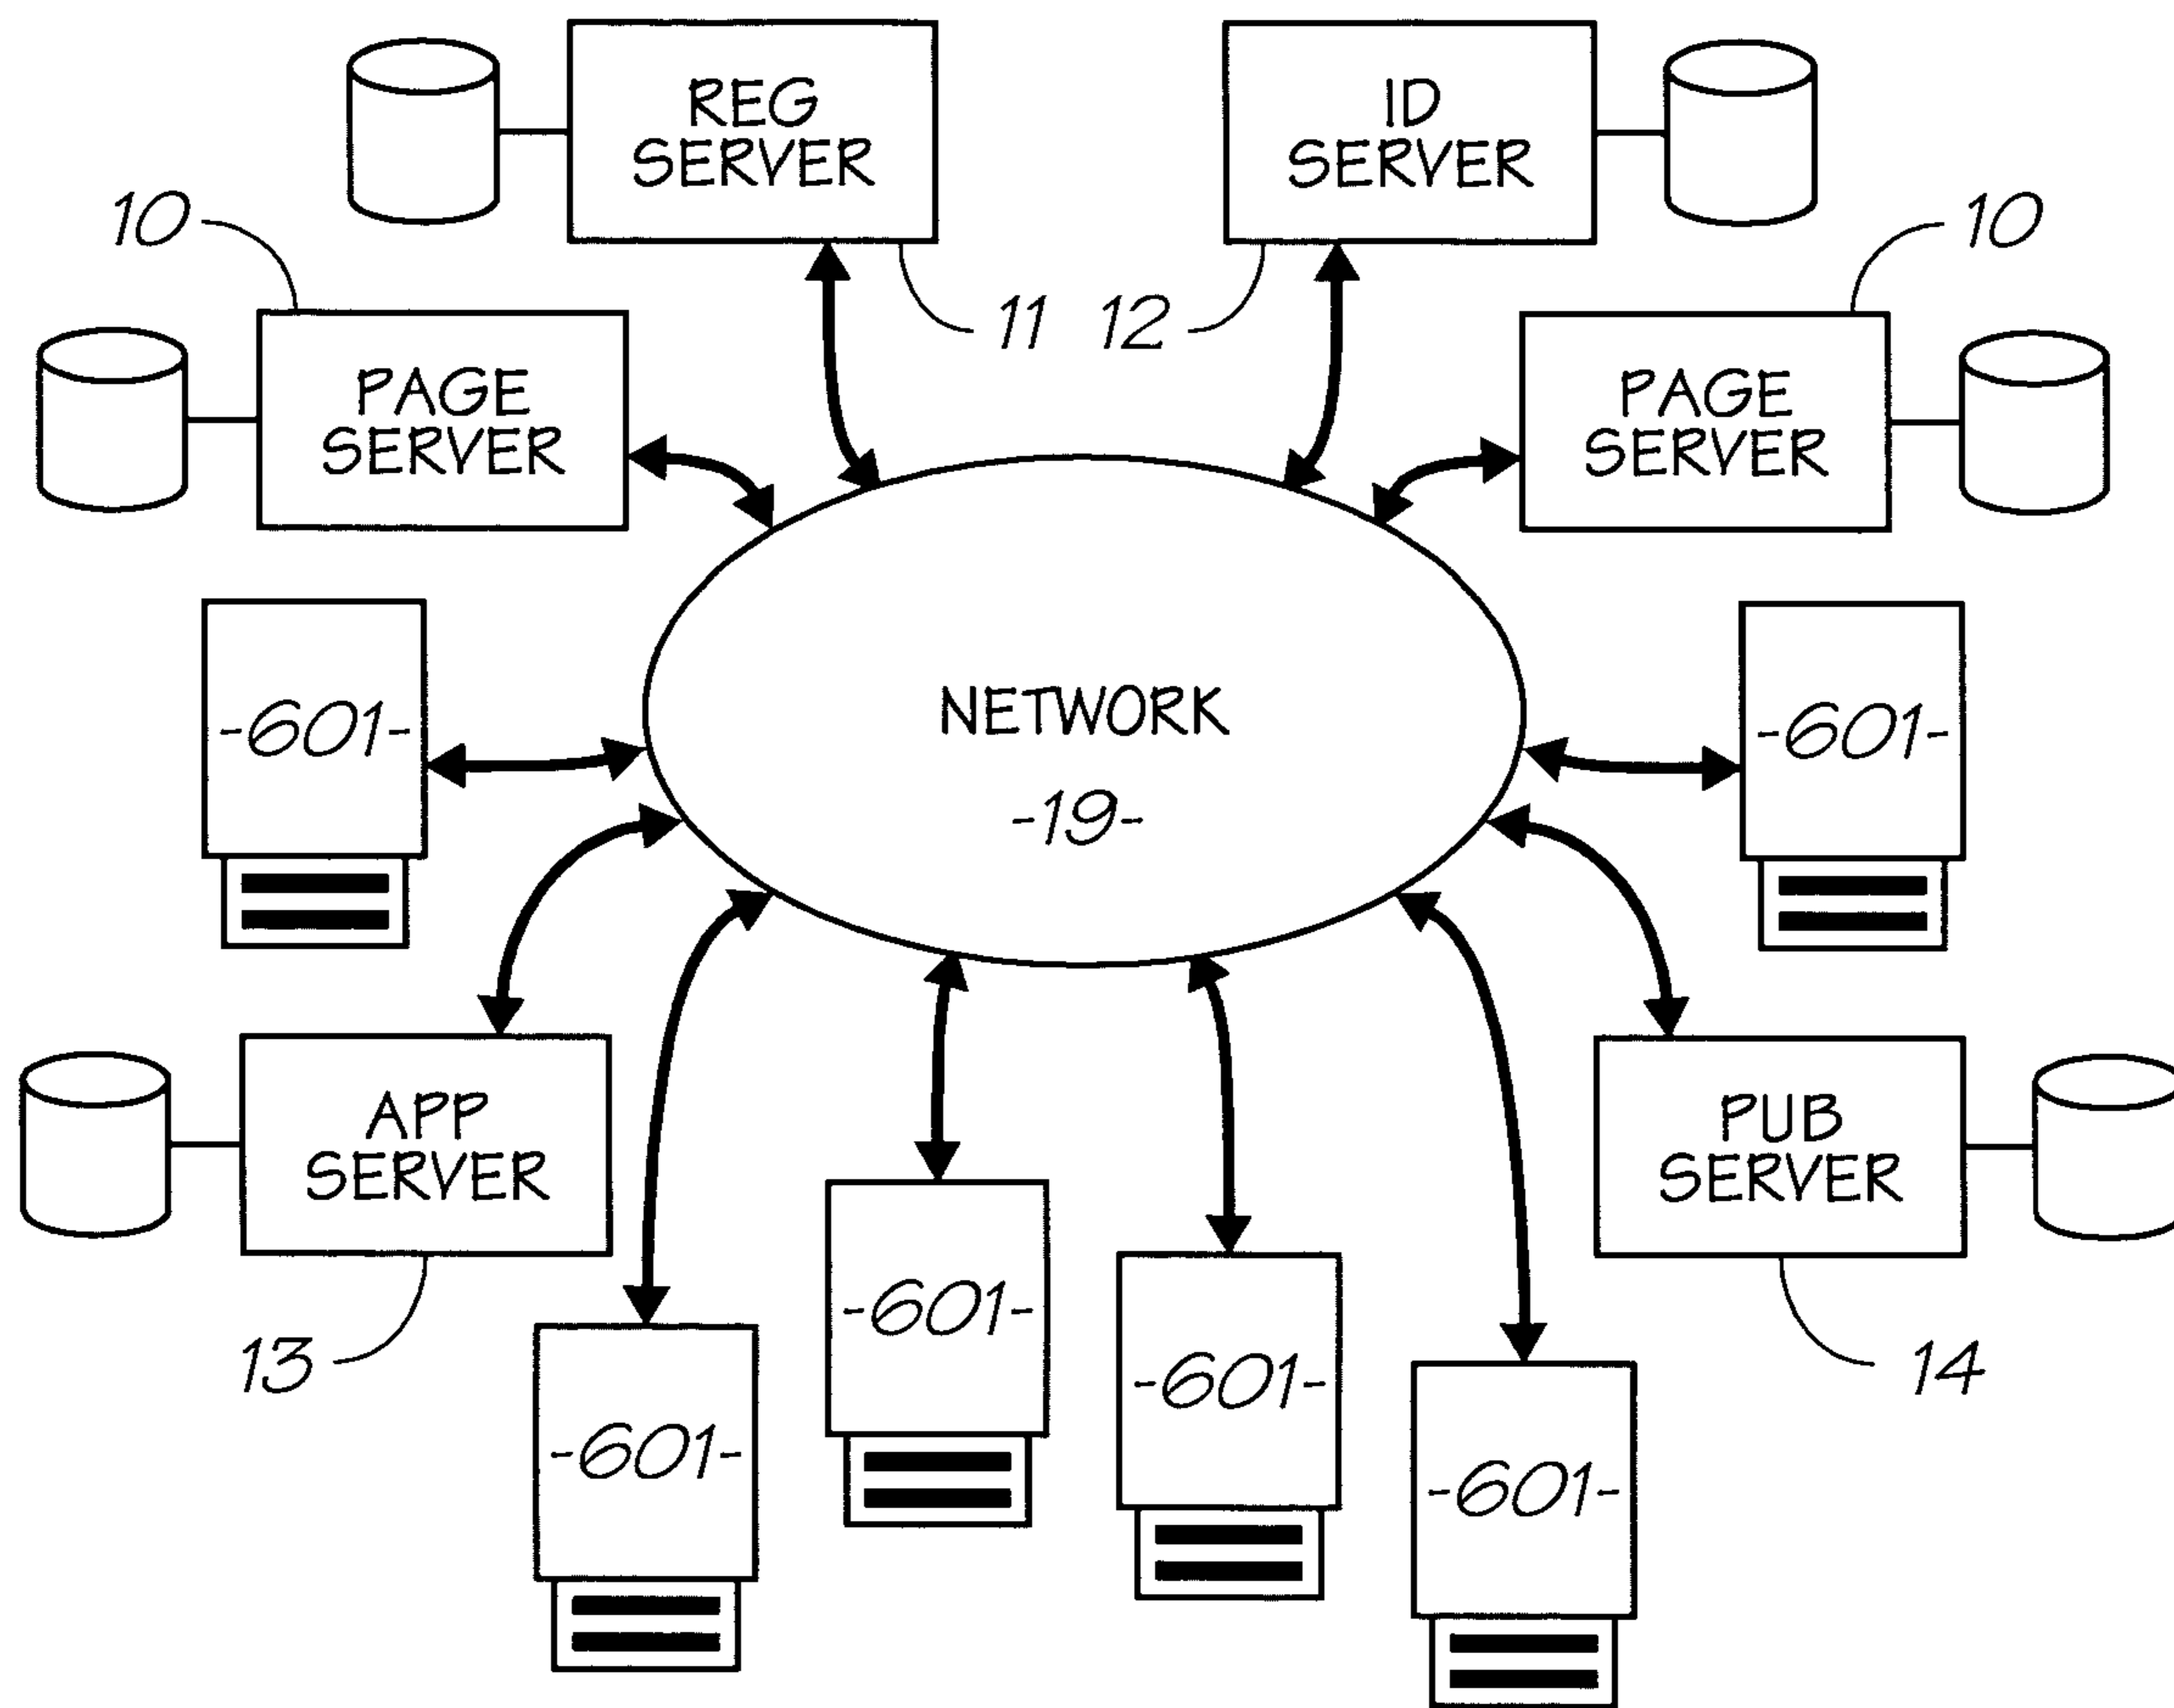 REG
SERVER
ID
SERVER
10
10
11
12
PAGE
SERVER
PAGE
SERVER
-601-
NETWORK
-19-
-601-
APP
SERVER
PUB
SERVER
-601-
-601-
13
14
-601-
-601-